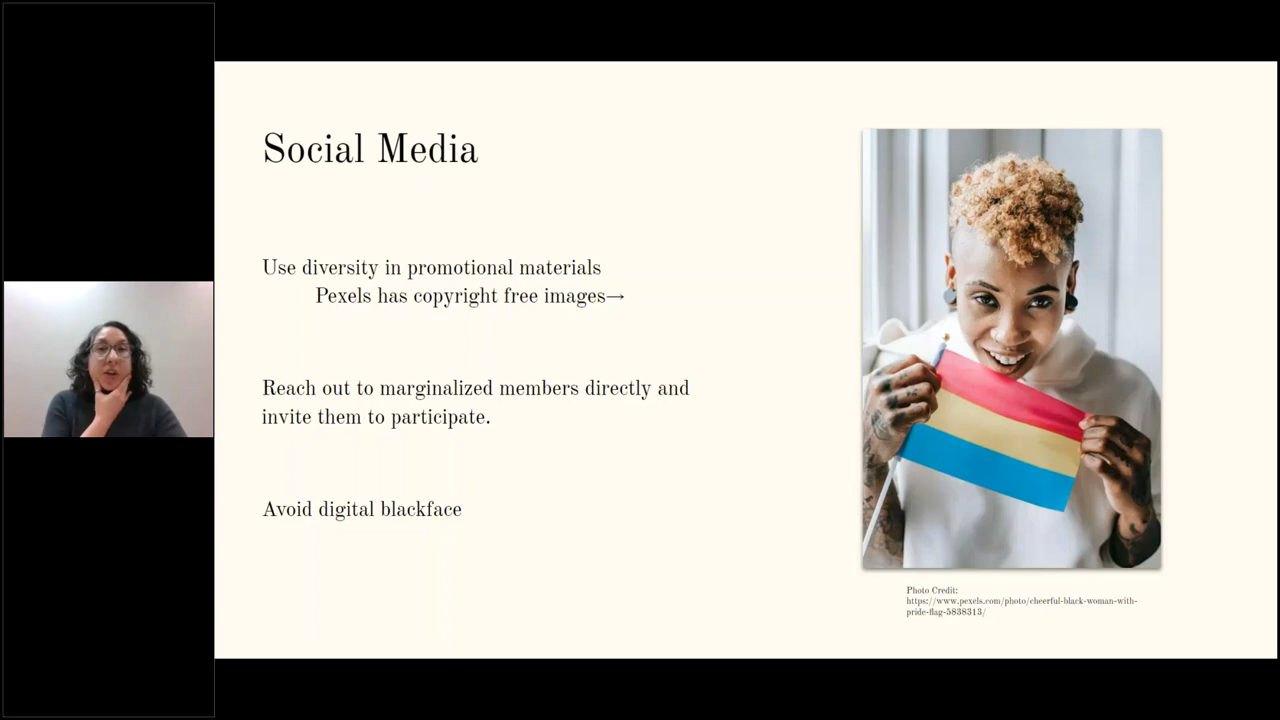 Social Media
Use diversity in promotional materials
Pexels has copyright free images→
Reach out to marginalized members directly and
invite them to participate.
Avoid digital blackface
Photo Credit:
https://www.pexels.com/photo/cheerful-black-woman-with-
pride-flag-5838313/